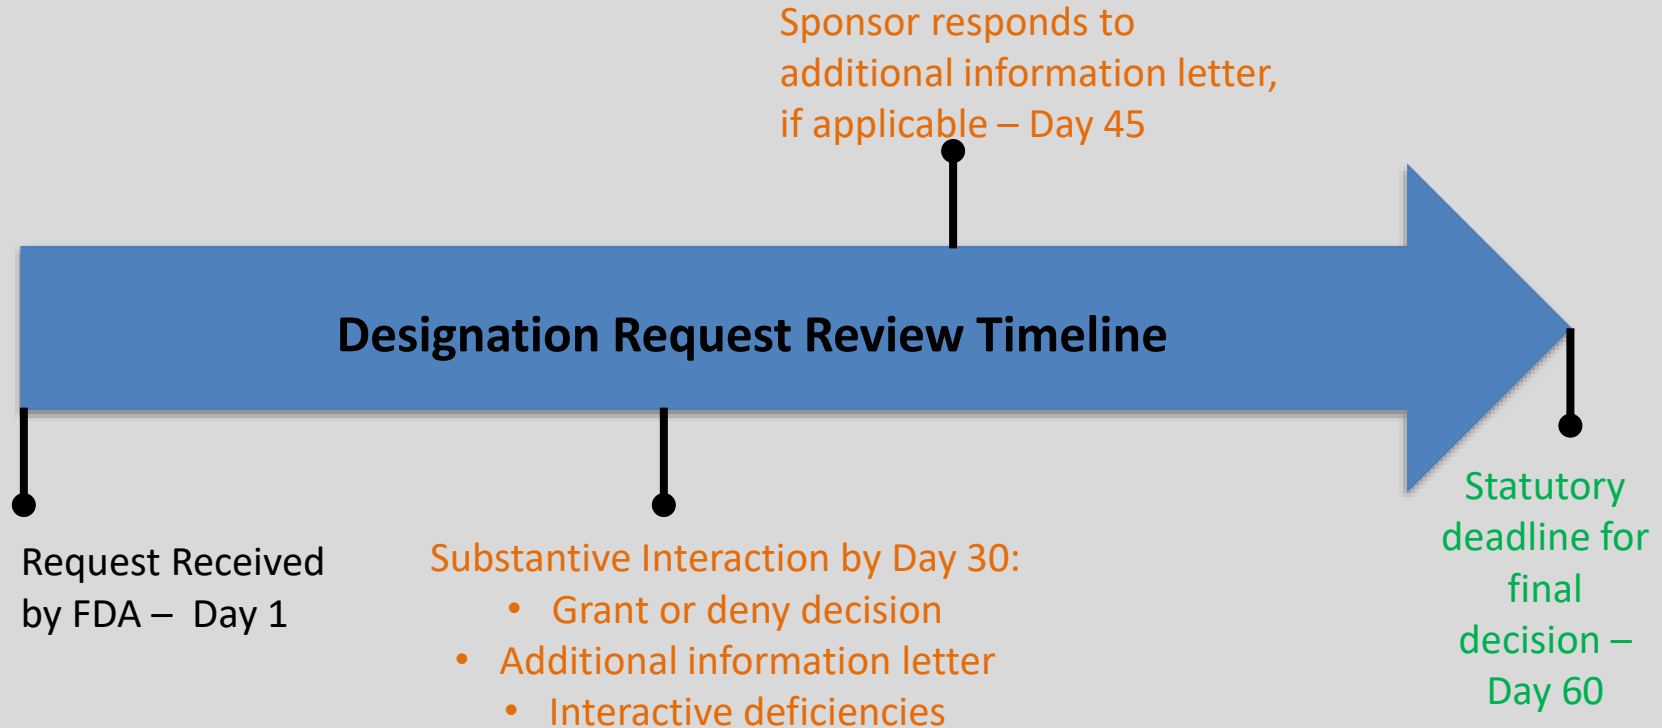 Sponsor responds to
additional information letter,
if applicable – Day 45
Designation Request Review Timeline
Request Received
by FDA – Day 1
Substantive Interaction by Day 30:
• Grant or deny decision
• Additional information letter
• Interactive deficiencies
Statutory
deadline for
final
decision –
Day 60